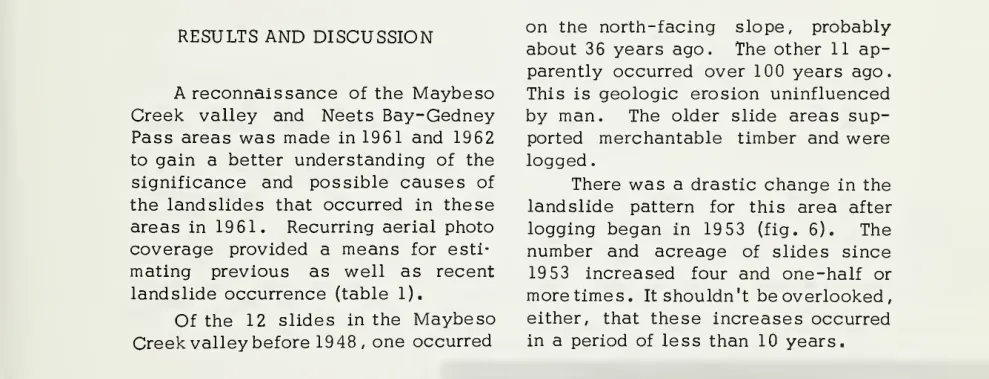 RESULTS AND DISCUSSION
A reconnaissance of the Maybeso
Creek valley and Neets Bay-Gedney
Pass areas was made in 1961 and 1962
to gain a better understanding of the
significance and possible causes of
the landslides that occurred in these
areas in 1961. Recurring aerial photo
coverage provided a means for esti-
mating previous as well as recent
landslide occurrence (table 1).
Of the 12 slides in the Maybeso
Creek valley before 1948, one occurred
on the north-facing slope, probably
about 36 years ago. The other 11 ap-
parently occurred over 100 years ago.
This is geologic erosion uninfluenced
by man. The older slide areas sup-
ported merchantable timber and were
logged.
There was a drastic change in the
landslide pattern for this area after
logging began in 1953 (fig. 6). The
number and acreage of slides since
1953 increased four and one-half or
more times. It shouldn't be overlooked,
either, that these increases occurred
in a period of less than 10 years.